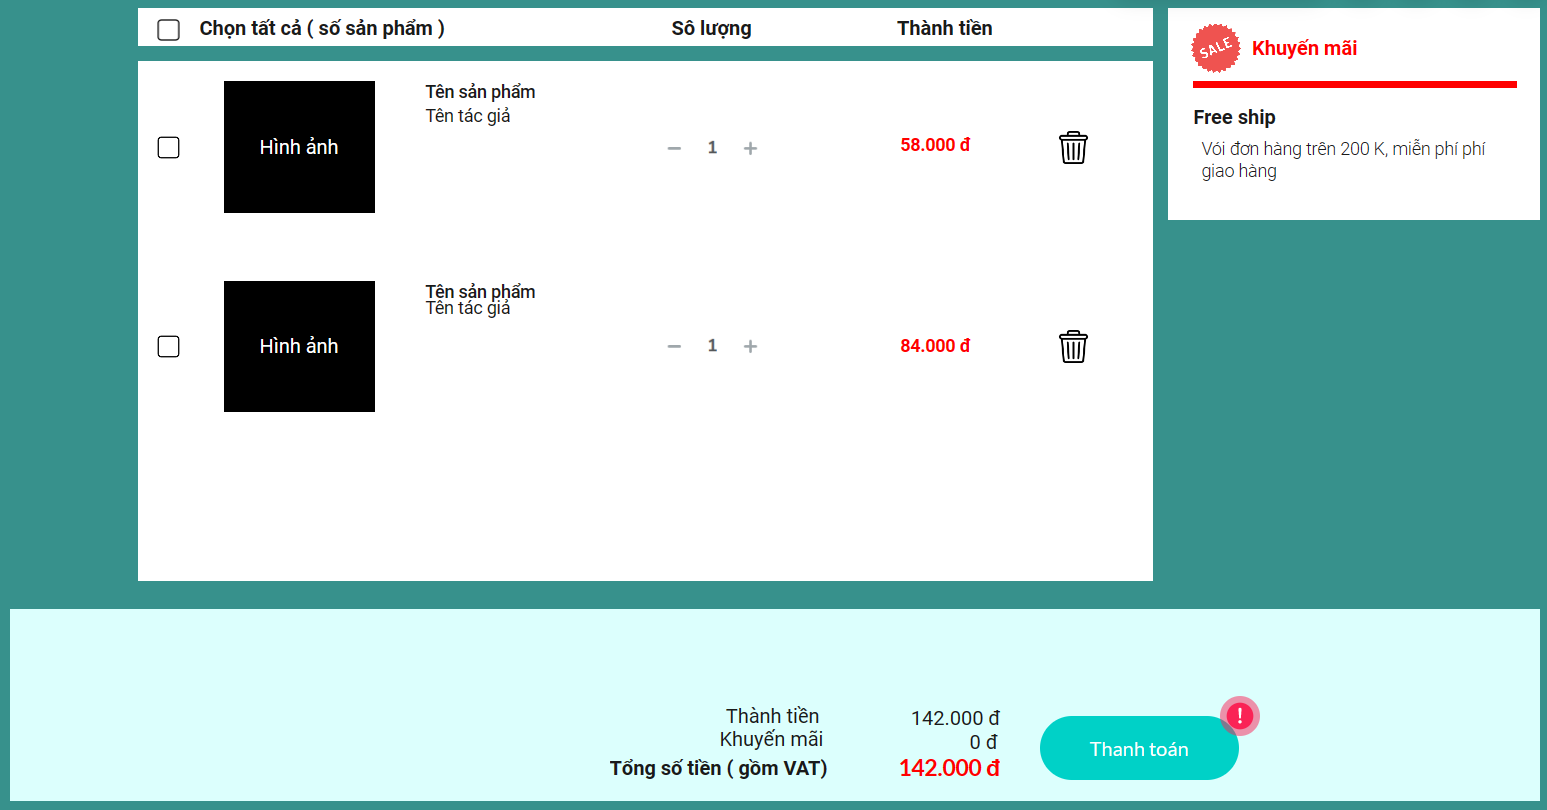 Chọn tất cả ( số sản phẩm )
Sô lượng
Thành tiền
SALE
Khuyến mãi
Free ship
Vói đơn hàng trên 200 K, miễn phí phí
giao hàng
Hình ảnh
Tên sản phẩm
Tên tác giả
− 1 +
58.000 đ
Hình ảnh
Tên sản phẩm
Tên tác giả
− 1 +
84.000 đ
Thành tiền
142.000 đ
Khuyến mãi
0 đ
Tổng số tiền ( gồm VAT)
142.000 đ
Thanh toán
!